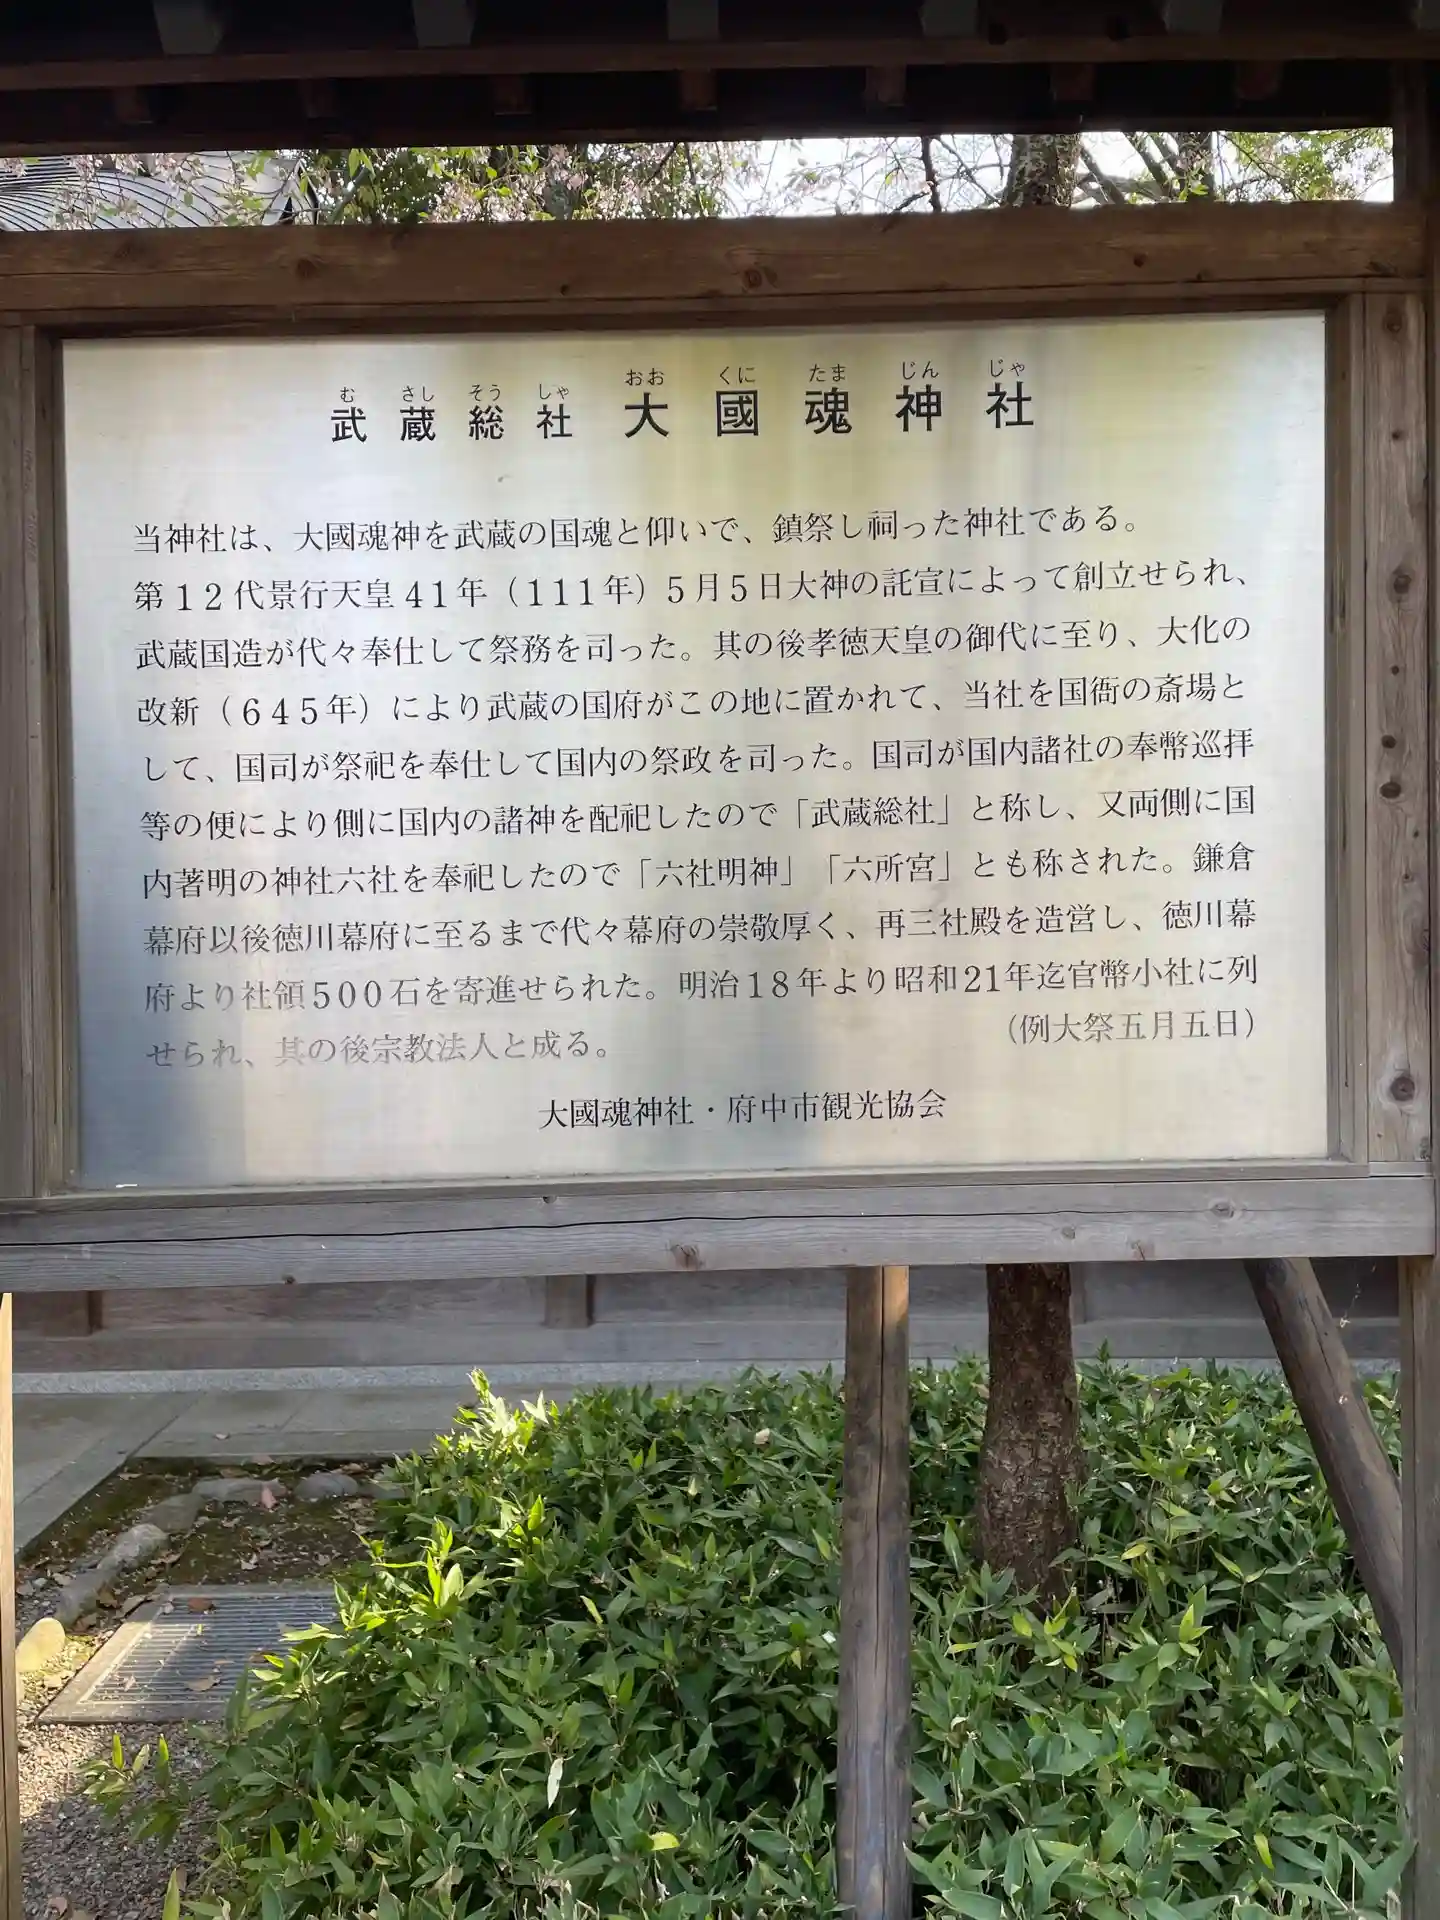 む さし そう しゃ おお くに たま じん じゃ
武蔵総社 大國魂神社
当神社は、大國魂神を武蔵の国魂と仰いで、鎮祭し祠った神社である。
第12代景行天皇41年（111年）5月5日大神の託宣によって創立せられ、
武蔵国造が代々奉仕して祭務を司った。其の後孝徳天皇の御代に至り、大化の
改新（645年）により武蔵の国府がこの地に置かれて、当社を国衙の斎場と
して、国司が祭祀を奉仕して国内の祭政を司った。国司が国内諸社の奉幣巡拝
等の便により側に国内の諸神を配祀したので「武蔵総社」と称し、又両側に国
内著明の神社六社を奉祀したので「六社明神」「六所宮」とも称された。鎌倉
幕府以後徳川幕府に至るまで代々幕府の崇敬厚く、再三社殿を造営し、徳川幕
府より社領500石を寄進せられた。明治18年より昭和21年迄官幣小社に列
せられ、其の後宗教法人と成る。 （例大祭五月五日）
大國魂神社・府中市観光協会